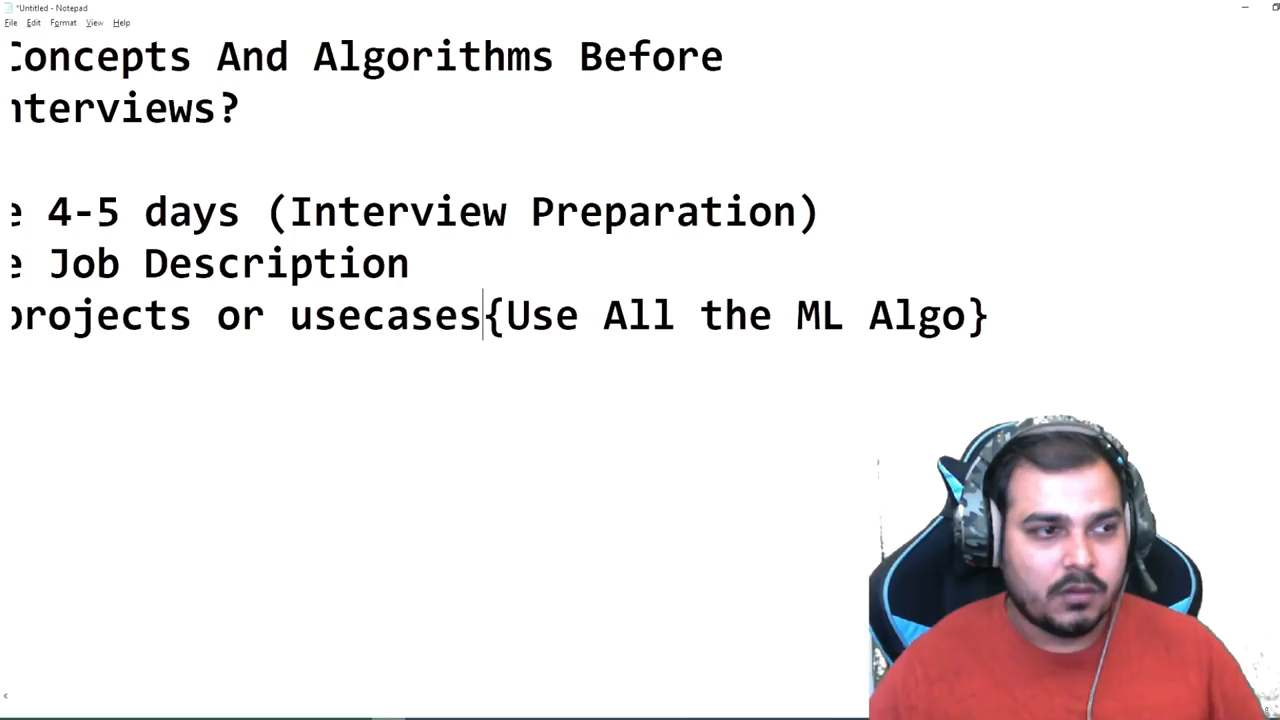 *Untitled - Notepad
File Edit Format View Help
Concepts And Algorithms Before
nterviews?
e 4-5 days (Interview Preparation)
e Job Description
projects or usecases{Use All the ML Algo}